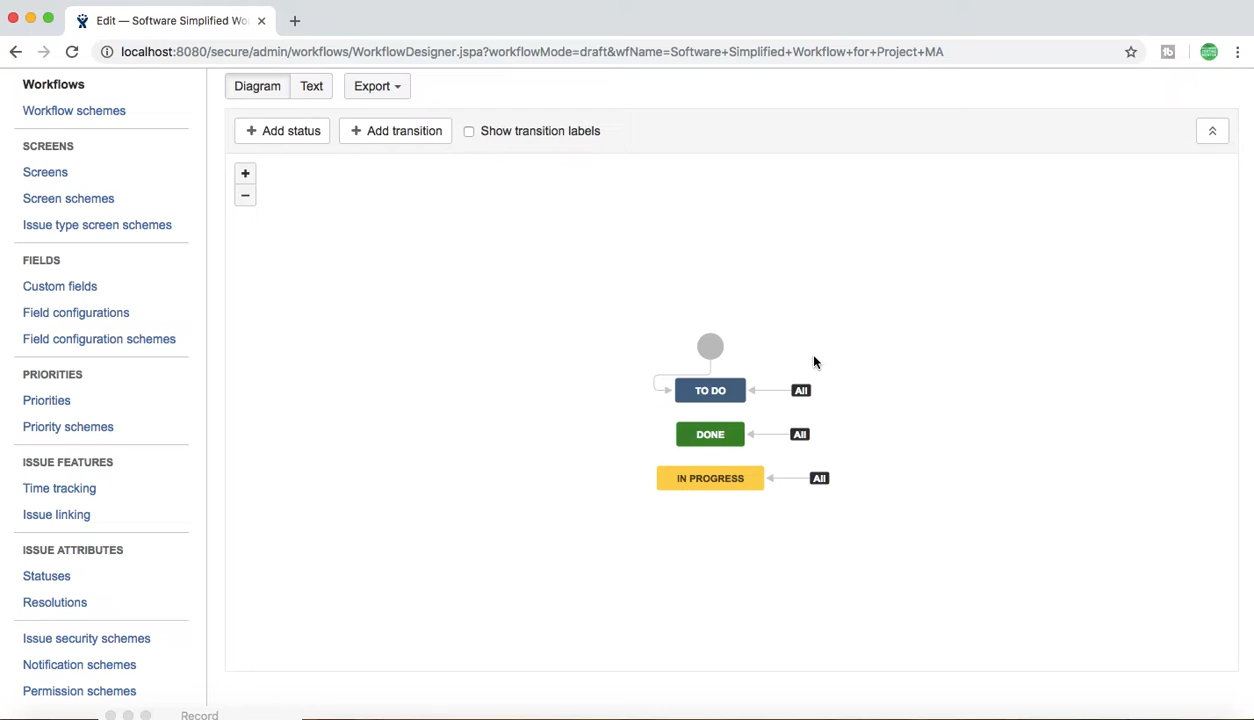 Edit — Software Simplified Wo
localhost:8080/secure/admin/workflows/WorkflowDesigner.jspa?workflowMode=draft&wfName=Software+Simplified+Workflow+for+Project+MA
Workflows
Workflow schemes
SCREENS
Screens
Screen schemes
Issue type screen schemes
FIELDS
Custom fields
Field configurations
Field configuration schemes
PRIORITIES
Priorities
Priority schemes
ISSUE FEATURES
Time tracking
Issue linking
ISSUE ATTRIBUTES
Statuses
Resolutions
Issue security schemes
Notification schemes
Permission schemes
Diagram Text Export
+ Add status + Add transition Show transition labels
+
−
TO DO All
DONE All
IN PROGRESS All
Record